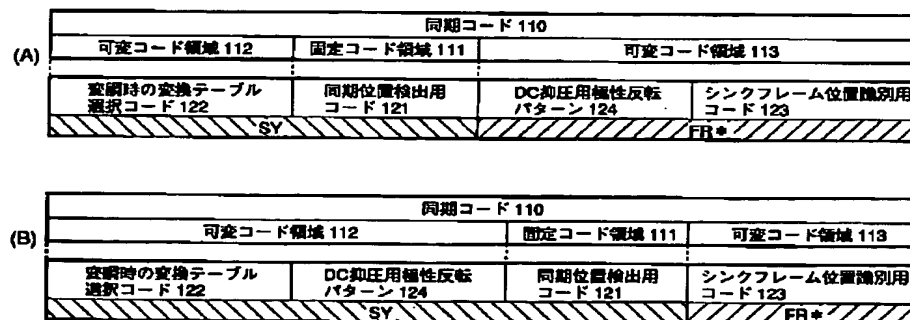 (A)
同期コード 110
可変コード領域 112 固定コード領域 111 可変コード領域 113
変調時の変換テーブル 同期位置検出用 DC抑圧用極性反転 シンクフレーム位置識別用
選択コード 122 コード 121 パターン 124 コード 123
SY FR*
(B)
同期コード 110
可変コード領域 112 固定コード領域 111 可変コード領域 113
変調時の変換テーブル DC抑圧用極性反転 同期位置検出用 シンクフレーム位置識別用
選択コード 122 パターン 124 コード 121 コード 123
SY FR*